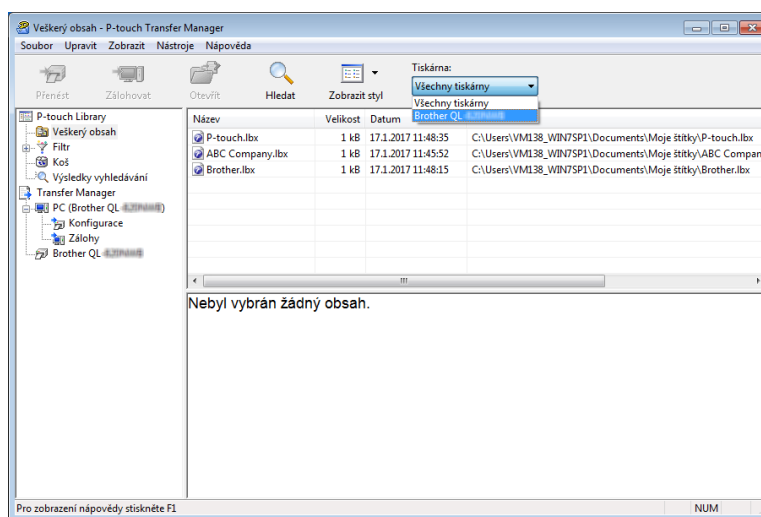 Veškerý obsah - P-touch Transfer Manager
Soubor Upravit Zobrazit Nástroje Nápověda
Tiskárna:
Všechny tiskárny
Přenést Zálohovat Otevřít Hledat Zobrazit styl
Všechny tiskárny
Brother QL
P-touch Library
Veškerý obsah
Filtr
Koš
Výsledky vyhledávání
Transfer Manager
PC (Brother QL )
Konfigurace
Zálohy
Brother QL
Název Velikost Datum
P-touch.lbx 1 kB 17.1.2017 11:48:35 C:\Users\VM138_WIN7SP1\Documents\Moje štítky\P-touch.lbx
ABC Company.lbx 1 kB 17.1.2017 11:45:52 C:\Users\VM138_WIN7SP1\Documents\Moje štítky\ABC Compan
Brother.lbx 1 kB 17.1.2017 11:48:15 C:\Users\VM138_WIN7SP1\Documents\Moje štítky\Brother.lbx
Nebyl vybrán žádný obsah.
Pro zobrazení nápovědy stiskněte F1 NUM